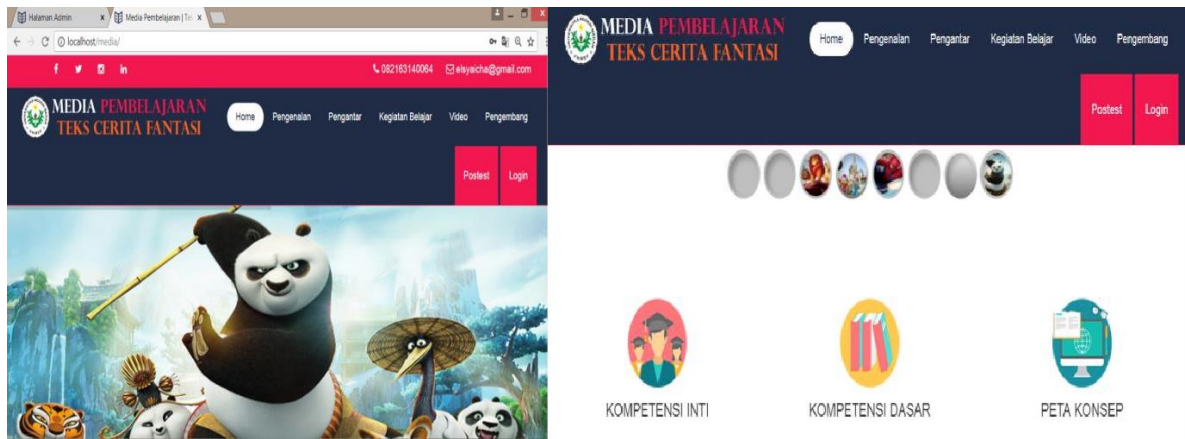 Halaman Admin
Media Pembelajaran | Te
localhost/media/
082163140064 elsyaicha@gmail.com
MEDIA PEMBELAJARAN
TEKS CERITA FANTASI
Home Pengenalan Pengantar Kegiatan Belajar Video Pengembang
Postest Login
MEDIA PEMBELAJARAN
TEKS CERITA FANTASI
Home Pengenalan Pengantar Kegiatan Belajar Video Pengembang
Postest Login
KOMPETENSI INTI KOMPETENSI DASAR PETA KONSEP